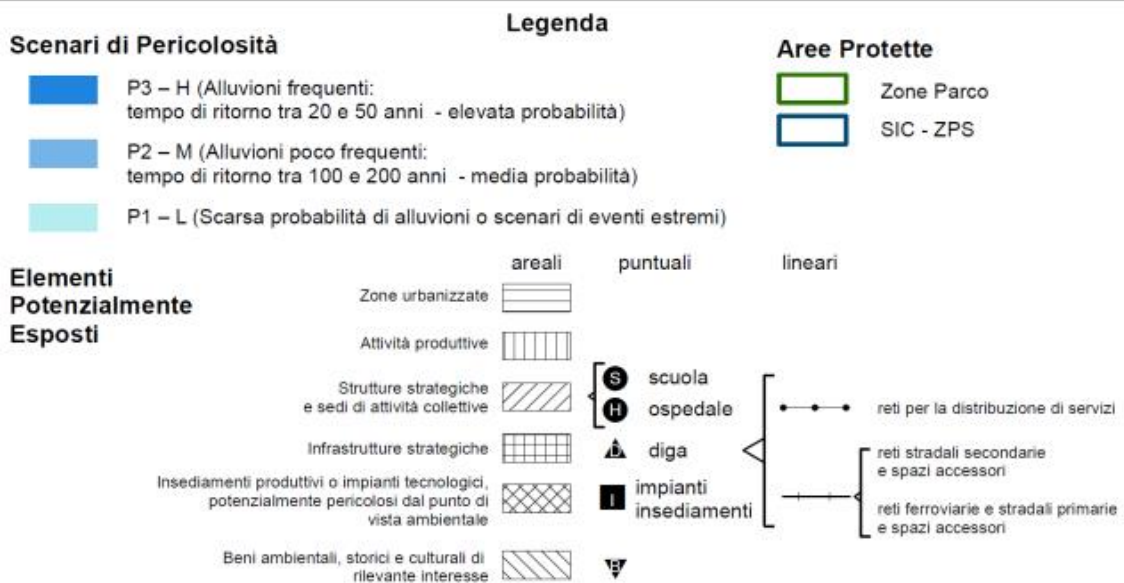 Legenda
Scenari di Pericolosità
P3 – H (Alluvioni frequenti:
tempo di ritorno tra 20 e 50 anni - elevata probabilità)
P2 – M (Alluvioni poco frequenti:
tempo di ritorno tra 100 e 200 anni - media probabilità)
P1 – L (Scarsa probabilità di alluvioni o scenari di eventi estremi)
Aree Protette
Zone Parco
SIC - ZPS
Elementi
Potenzialmente
Esposti
areali puntuali lineari
Zone urbanizzate
Attività produttive
Strutture strategiche
e sedi di attività collettive
Infrastrutture strategiche
Insediamenti produttivi o impianti tecnologici,
potenzialmente pericolosi dal punto di
vista ambientale
Beni ambientali, storici e culturali di
rilevante interesse
S scuola
H ospedale
D diga
I impianti
insediamenti
B
reti per la distribuzione di servizi
reti stradali secondarie
e spazi accessori
reti ferroviarie e stradali primarie
e spazi accessori